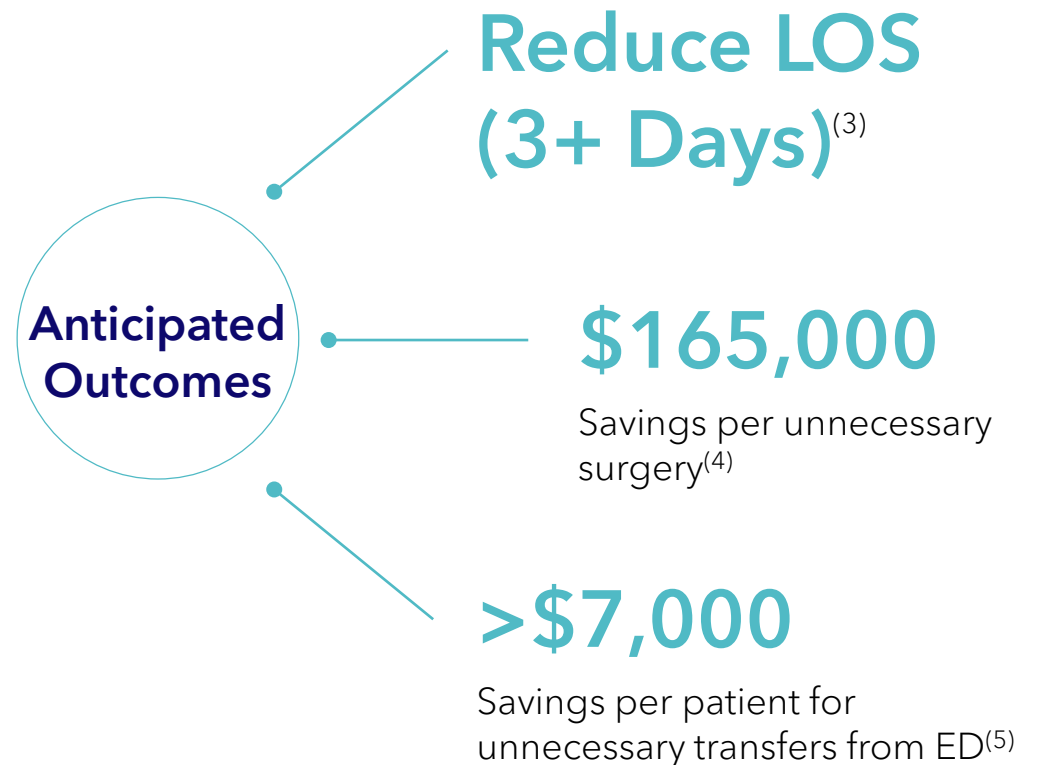 Reduce LOS
(3+ Days)(3)
Anticipated
Outcomes
$165,000
Savings per unnecessary
surgery(4)
>$7,000
Savings per patient for
unnecessary transfers from ED(5)